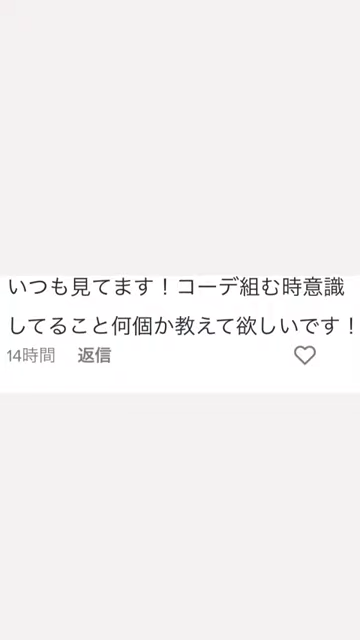 いつも見てます！コーデ組む時意識
してること何個か教えて欲しいです！
14時間 返信